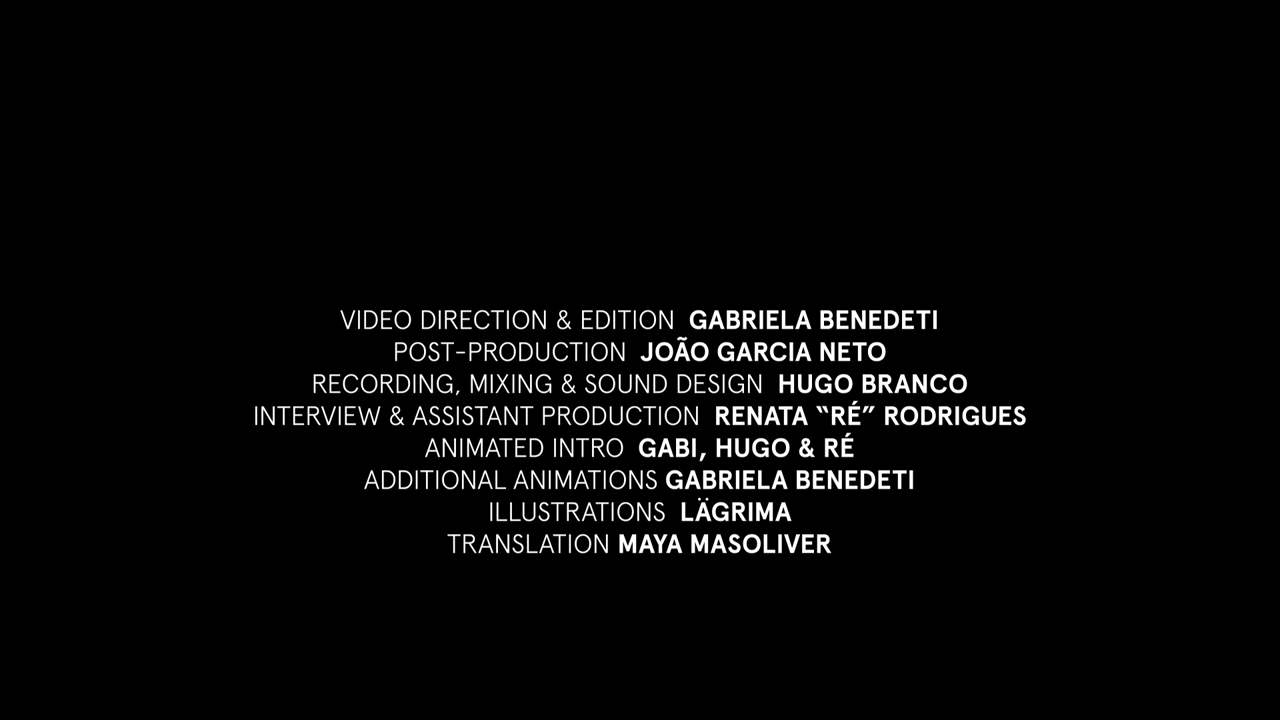 VIDEO DIRECTION & EDITION GABRIELA BENEDETI
POST-PRODUCTION JOÃO GARCIA NETO
RECORDING, MIXING & SOUND DESIGN HUGO BRANCO
INTERVIEW & ASSISTANT PRODUCTION RENATA “RÉ” RODRIGUES
ANIMATED INTRO GABI, HUGO & RÉ
ADDITIONAL ANIMATIONS GABRIELA BENEDETI
ILLUSTRATIONS LÄGRIMA
TRANSLATION MAYA MASOLIVER